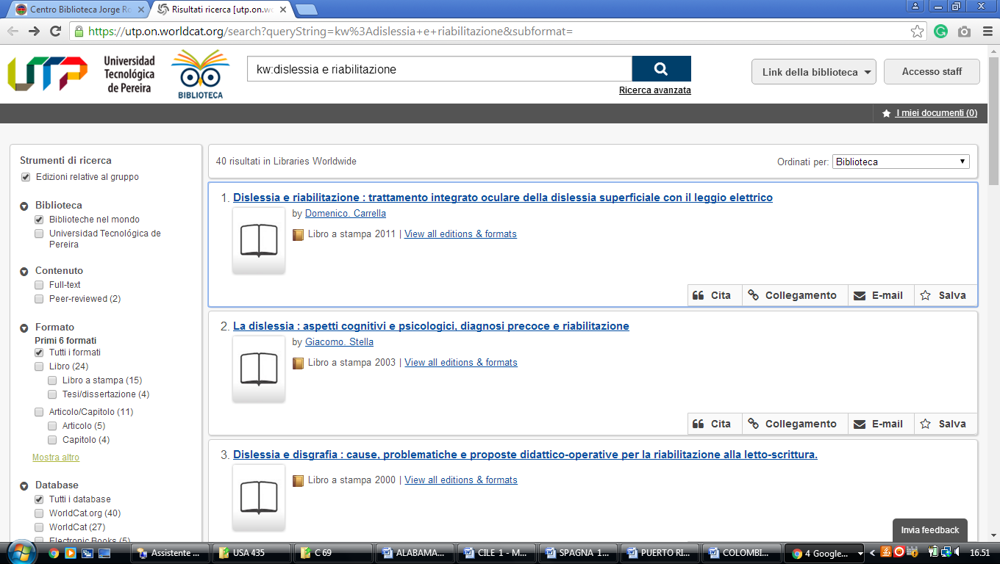 Centro Biblioteca Jorge Ro
Risultati ricerca [utp.on.wo
https://utp.on.worldcat.org/search?queryString=kw%3Adislessia+e+riabilitazione&subformat=
UTP
Universidad
Tecnológica
de Pereira
BIBLIOTECA
kw:dislessia e riabilitazione
Ricerca avanzata
Link della biblioteca
Accesso staff
I miei documenti (0)
Strumenti di ricerca
Edizioni relative al gruppo
Biblioteca
Biblioteche nel mondo
Universidad Tecnológica de
Pereira
Contenuto
Full-text
Peer-reviewed (2)
Formato
Primi 6 formati
Tutti i formati
Libro (24)
Libro a stampa (15)
Tesi/dissertazione (4)
Articolo/Capitolo (11)
Articolo (5)
Capitolo (4)
Mostra altro
Database
Tutti i database
WorldCat.org (40)
WorldCat (27)
Electronic Books (5)
40 risultati in Libraries Worldwide
Ordinati per: Biblioteca
1. Dislessia e riabilitazione : trattamento integrato oculare della dislessia superficiale con il leggio elettrico
by Domenico. Carrella
Libro a stampa 2011 | View all editions & formats
Cita Collegamento E-mail Salva
2. La dislessia : aspetti cognitivi e psicologici, diagnosi precoce e riabilitazione
by Giacomo. Stella
Libro a stampa 2003 | View all editions & formats
Cita Collegamento E-mail Salva
3. Dislessia e disgrafia : cause, problematiche e proposte didattico-operative per la riabilitazione alla letto-scrittura.
Libro a stampa 2000 | View all editions & formats
Invia feedback
Assistente ... USA 435 C 69 ALABAMA... CILE 1 - M... SPAGNA 1... PUERTO RI... COLOMBI... 4 Google... 16.51